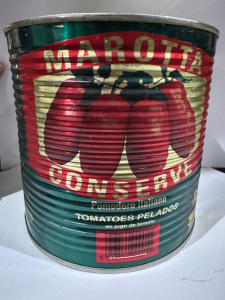 MAROTTA
CONSERVE
Pomodoro Italiano
TOMATOES PELADOS
en jugo de tomate